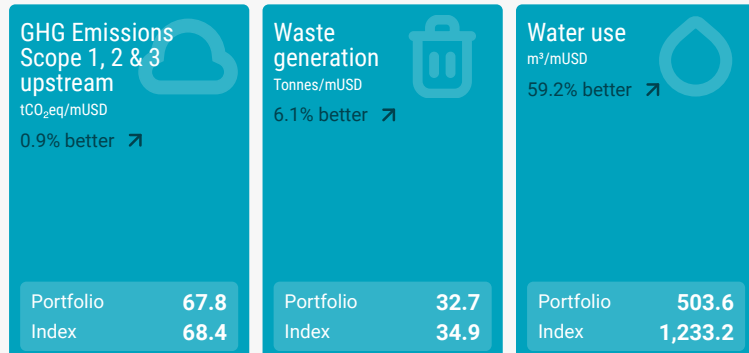 GHG Emissions
Scope 1, 2 & 3
upstream
tCO₂eq/mUSD
0.9% better
Portfolio 67.8
Index 68.4
Waste
generation
Tonnes/mUSD
6.1% better
Portfolio 32.7
Index 34.9
Water use
m³/mUSD
59.2% better
Portfolio 503.6
Index 1,233.2